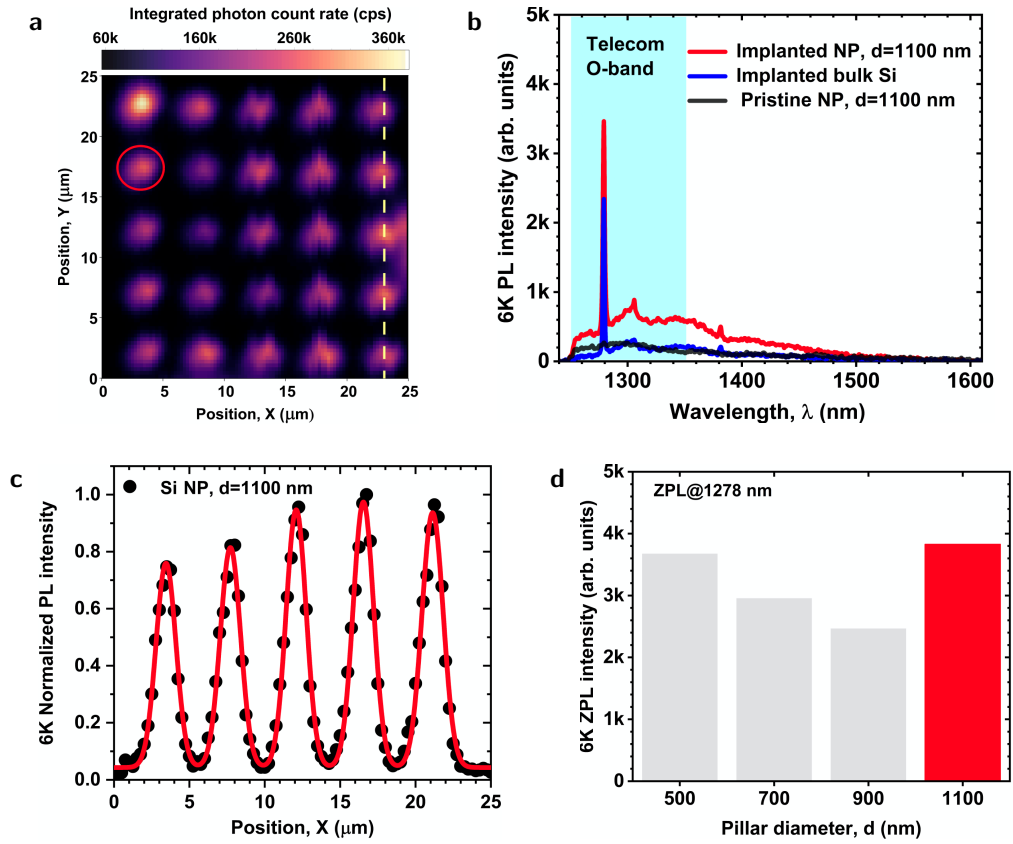 a
Integrated photon count rate (cps)
60k 160k 260k 360k
25
20
15
10
5
0
Position, Y (μm)
0 5 10 15 20 25
Position, X (μm)
b
5k
4k
3k
2k
1k
0
6K PL intensity (arb. units)
Telecom
O-band
Implanted NP, d=1100 nm
Implanted bulk Si
Pristine NP, d=1100 nm
1300 1400 1500 1600
Wavelength, λ (nm)
c
1.0
0.8
0.6
0.4
0.2
0.0
6K Normalized PL intensity
Si NP, d=1100 nm
0 5 10 15 20 25
Position, X (μm)
d
5k
4k
3k
2k
1k
0
6K ZPL intensity (arb. units)
ZPL@1278 nm
500 700 900 1100
Pillar diameter, d (nm)